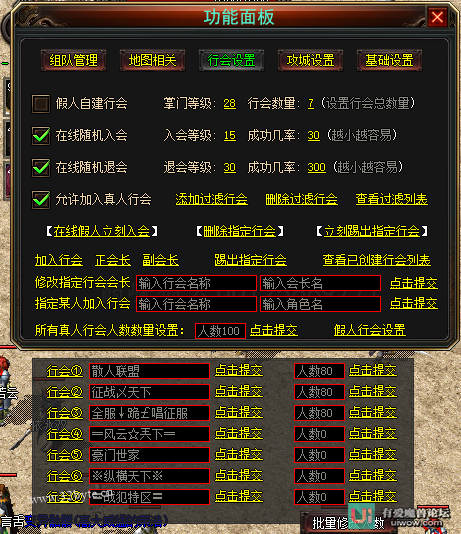 功能面板
组队管理 地图相关 行会设置 攻城设置 基础设置
假人自建行会 掌门等级: 28 行会数量: 7 (设置行会总数量)
在线随机入会 入会等级: 15 成功几率: 30 (越小越容易)
在线随机退会 退会等级: 30 成功几率: 300 (越小越容易)
允许加入真人行会 添加过滤行会 删除过滤行会 查看过滤列表
【在线假人立刻入会】 【删除指定行会】 【立刻踢出指定行会】
加入行会 正会长 副会长 踢出指定行会 查看已创建行会列表
修改指定行会会长 输入行会名称 输入会长名 点击提交
指定某人加入行会 输入行会名称 输入角色名 点击提交
所有真人行会人数数量设置: 人数100 点击提交 假人行会设置
行会① 散人联盟 点击提交 人数80 点击提交
行会② 征战乄天下 点击提交 人数80 点击提交
行会③ 全服↓跪£唱征服 点击提交 人数80 点击提交
行会④ ═风云☆天下═ 点击提交 人数0 点击提交
行会⑤ 豪门世家 点击提交 人数0 点击提交
行会⑥ ※纵横天下※ 点击提交 人数0 点击提交
行会⑦ 〓战犯特区〓 点击提交 人数0 点击提交
批量修 数
有爱魔兽论坛
uiwow.com